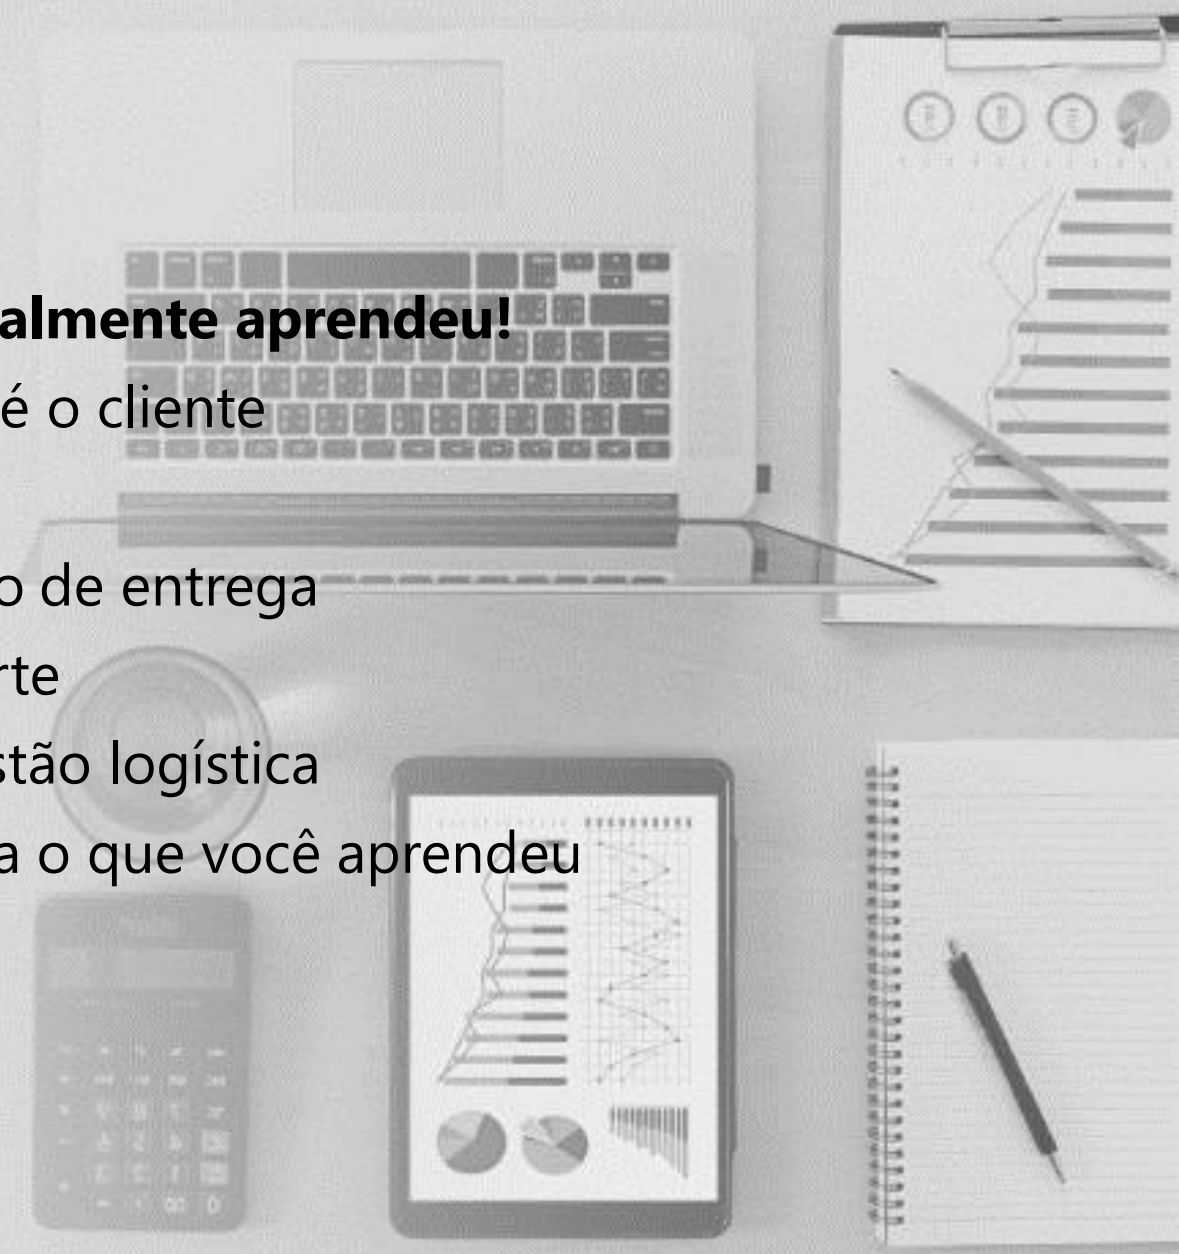 almente aprendeu!
é o cliente
o de entrega
rte
stão logística
a o que você aprendeu